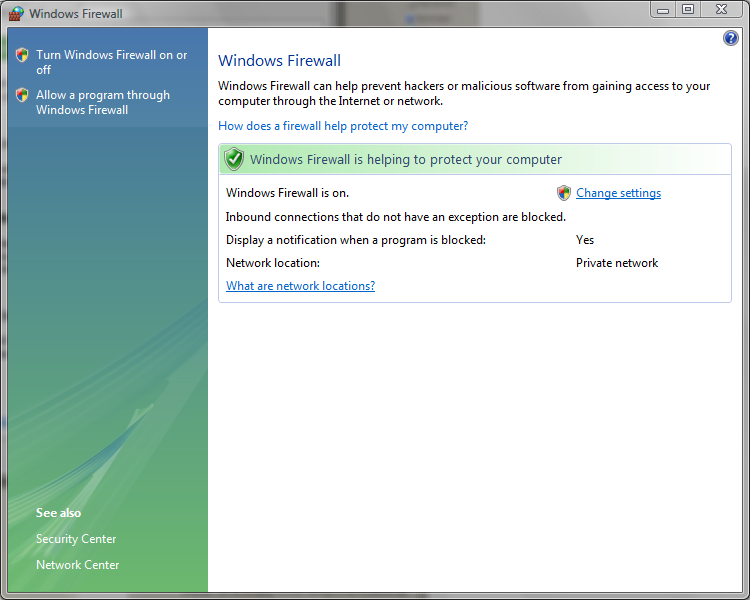 Windows Firewall
Turn Windows Firewall on or
off
Allow a program through
Windows Firewall
Windows Firewall
Windows Firewall can help prevent hackers or malicious software from gaining access to your
computer through the Internet or network.
How does a firewall help protect my computer?
Windows Firewall is helping to protect your computer
Windows Firewall is on.
Change settings
Inbound connections that do not have an exception are blocked.
Display a notification when a program is blocked: Yes
Network location: Private network
What are network locations?
See also
Security Center
Network Center